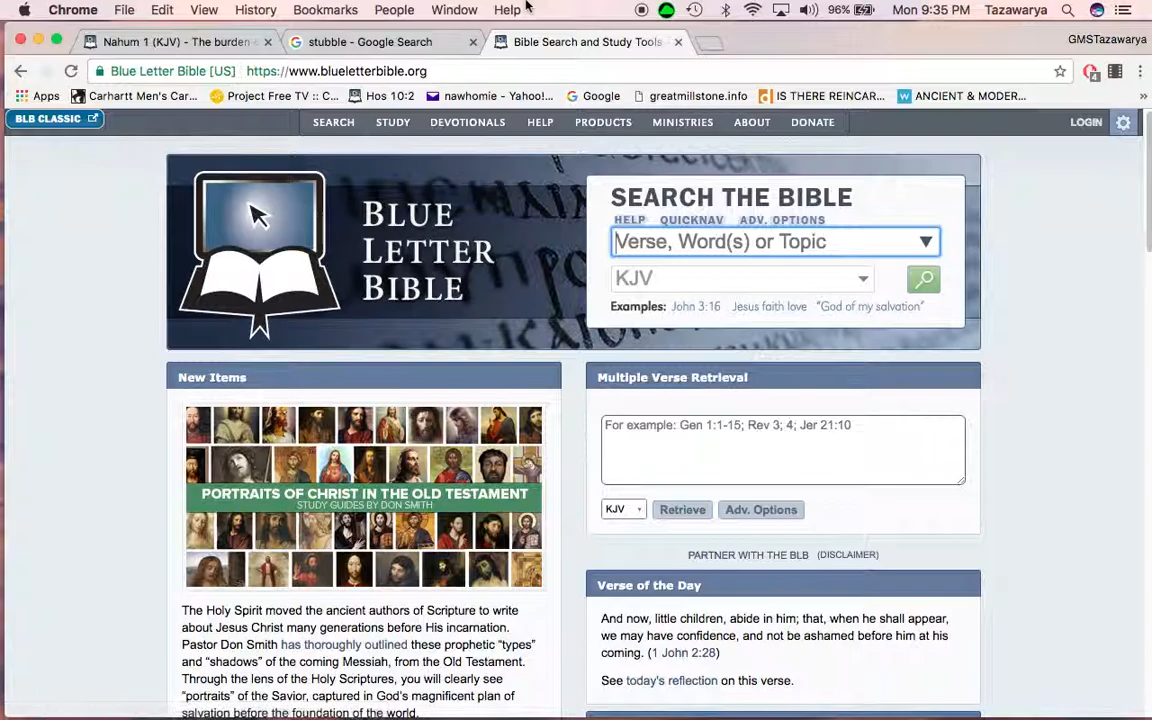 Chrome File Edit View History Bookmarks People Window Help 96% Mon 9:35 PM Tazawarya
Nahum 1 (KJV) - The burden stubble - Google Search Bible Search and Study Tools GMSTazawarya
Blue Letter Bible [US] https://www.blueletterbible.org 4
Apps Carhartt Men's Car... Project Free TV :: C... Hos 10:2 nawhomie - Yahoo!... Google greatmillstone.info IS THERE REINCAR... W ANCIENT & MODER... »
BLB CLASSIC SEARCH STUDY DEVOTIONALS HELP PRODUCTS MINISTRIES ABOUT DONATE LOGIN
BLUE
LETTER
BIBLE
SEARCH THE BIBLE
HELP QUICKNAV ADV. OPTIONS
Verse, Word(s) or Topic
KJV
Examples: John 3:16 Jesus faith love "God of my salvation"
New Items
PORTRAITS OF CHRIST IN THE OLD TESTAMENT
STUDY GUIDES BY DON SMITH
The Holy Spirit moved the ancient authors of Scripture to write
about Jesus Christ many generations before His incarnation.
Pastor Don Smith has thoroughly outlined these prophetic “types”
and “shadows” of the coming Messiah, from the Old Testament.
Through the lens of the Holy Scriptures, you will clearly see
“portraits” of the Savior, captured in God's magnificent plan of
salvation before the foundation of the world.
Multiple Verse Retrieval
For example: Gen 1:1-15; Rev 3; 4; Jer 21:10
KJV Retrieve Adv. Options
PARTNER WITH THE BLB (DISCLAIMER)
Verse of the Day
And now, little children, abide in him; that, when he shall appear,
we may have confidence, and not be ashamed before him at his
coming. (1 John 2:28)
See today's reflection on this verse.